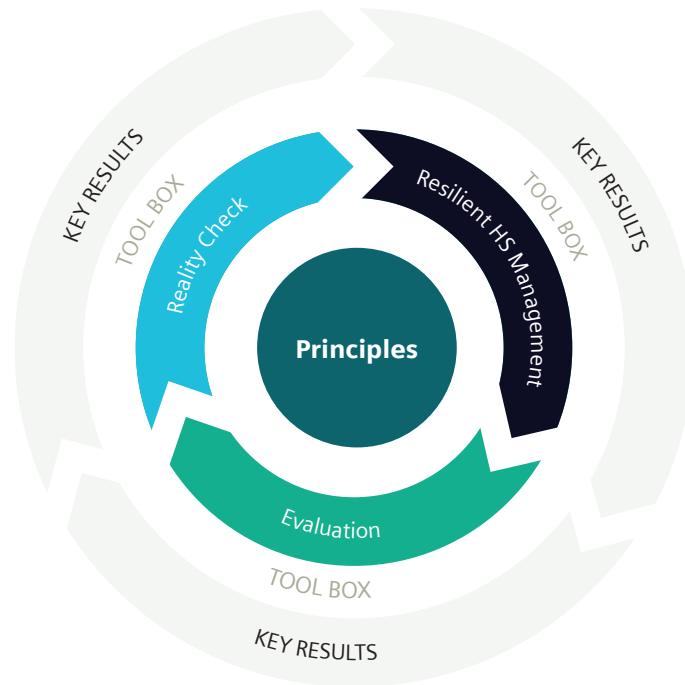 KEY RESULTS
TOOL BOX
Reality Check
KEY RESULTS
TOOL BOX
Resilient HS Management
Principles
Evaluation
TOOL BOX
KEY RESULTS